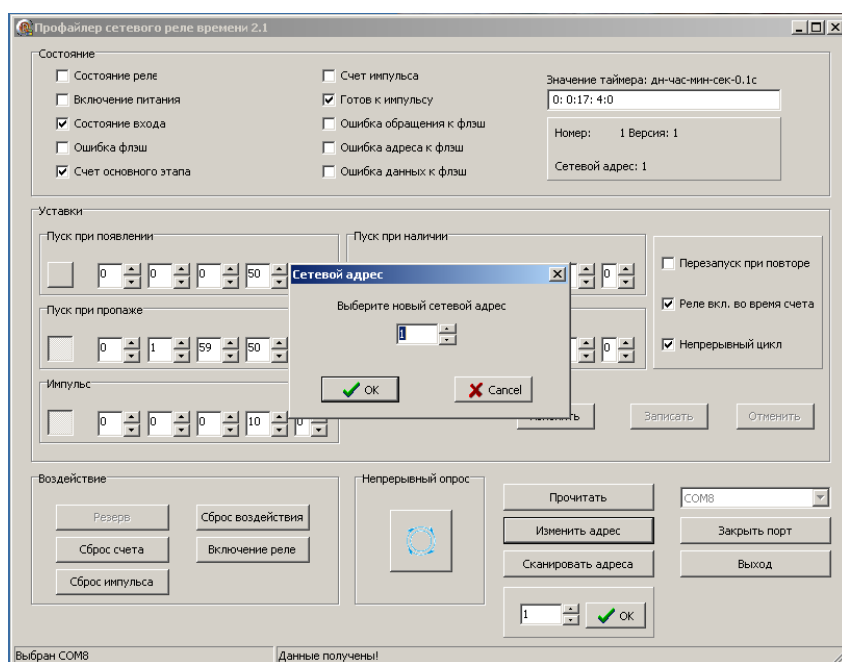 Профайлер сетевого реле времени 2.1
Состояние
Состояние реле
Включение питания
Состояние входа
Ошибка флэш
Счет основного этапа
Счет импульса
Готов к импульсу
Ошибка обращения к флэш
Ошибка адреса к флэш
Ошибка данных к флэш
Значение таймера: дн-час-мин-сек-0.1с
0: 0:17: 4:0
Номер: 1 Версия: 1
Сетевой адрес: 1
Уставки
Пуск при появлении
0 0 0 50
Пуск при наличии
0
Пуск при пропаже
0 1 59 50
0
Импульс
0 0 0 10 0
Перезапуск при повторе
Реле вкл. во время счета
Непрерывный цикл
Записать
Отменить
Сетевой адрес
Выберите новый сетевой адрес
1
OK
Cancel
Воздействие
Резерв
Сброс воздействия
Сброс счета
Включение реле
Сброс импульса
Непрерывный опрос
Прочитать
Изменить адрес
Сканировать адреса
1 OK
COM8
Закрыть порт
Выход
Выбран COM8
Данные получены!